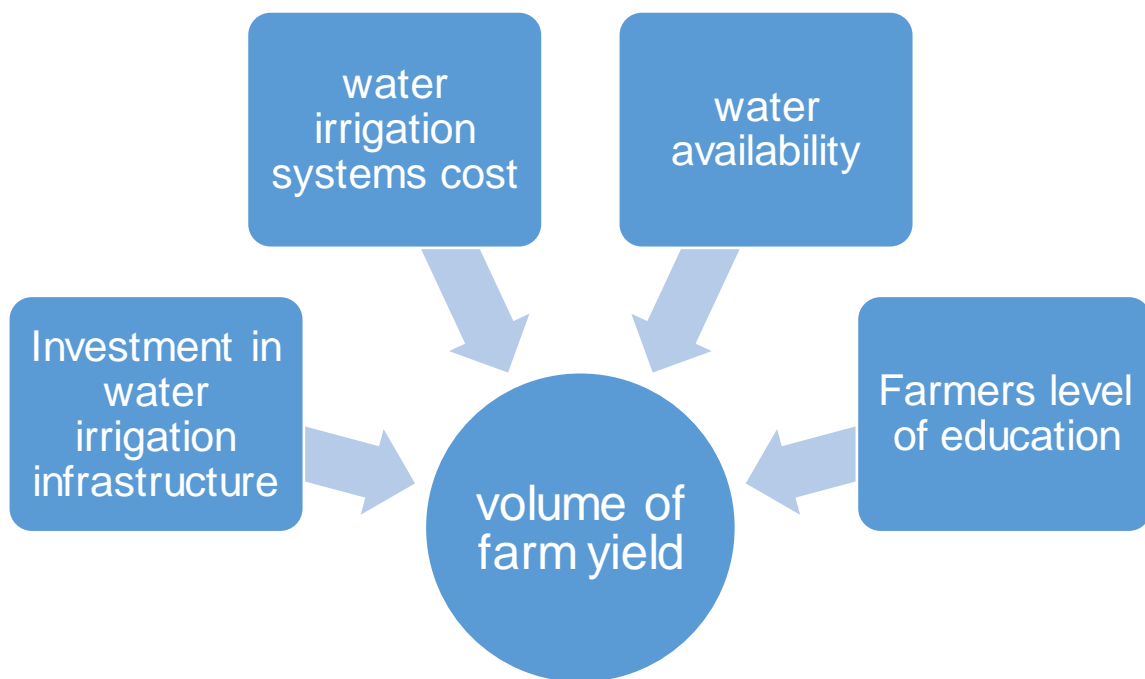 water
irrigation
systems cost
water
availability
Investment in
water
irrigation
infrastructure
Farmers level
of education
volume of
farm yield